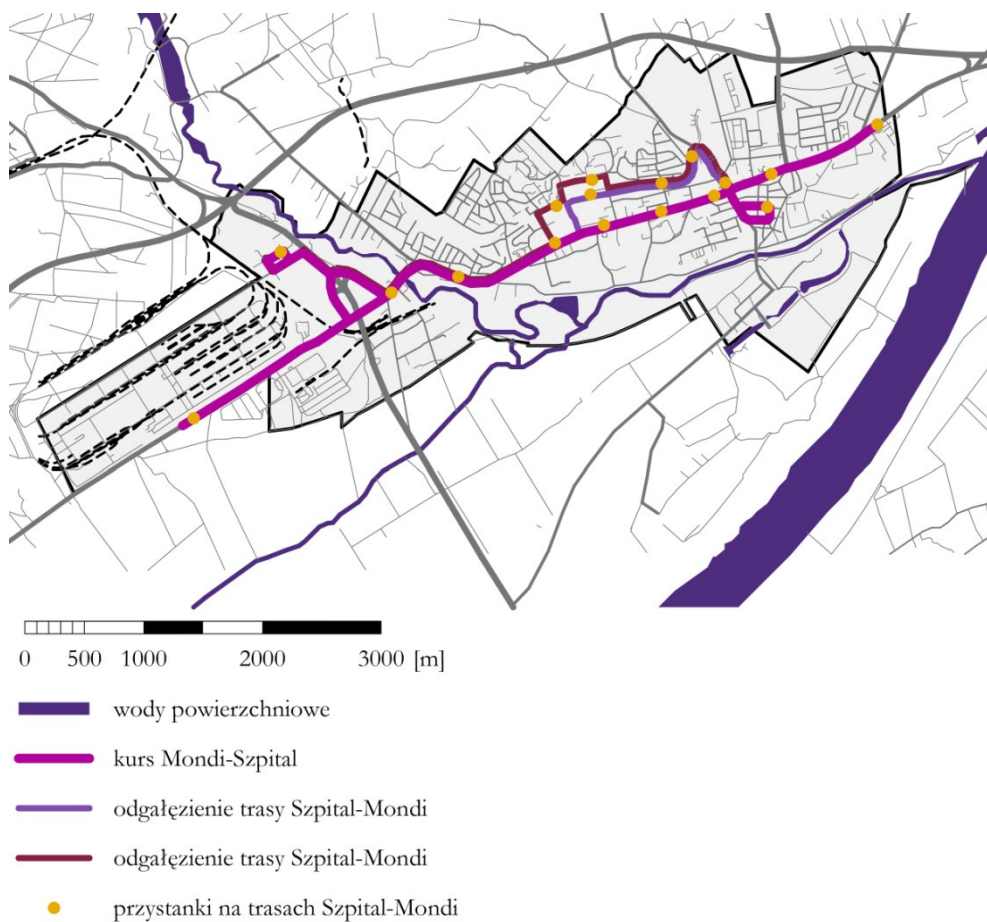 0 500 1000 2000 3000 [m]
wody powierzchniowe
kurs Mondi-Szpital
odgałęzienie trasy Szpital-Mondi
odgałęzienie trasy Szpital-Mondi
przystanki na trasach Szpital-Mondi